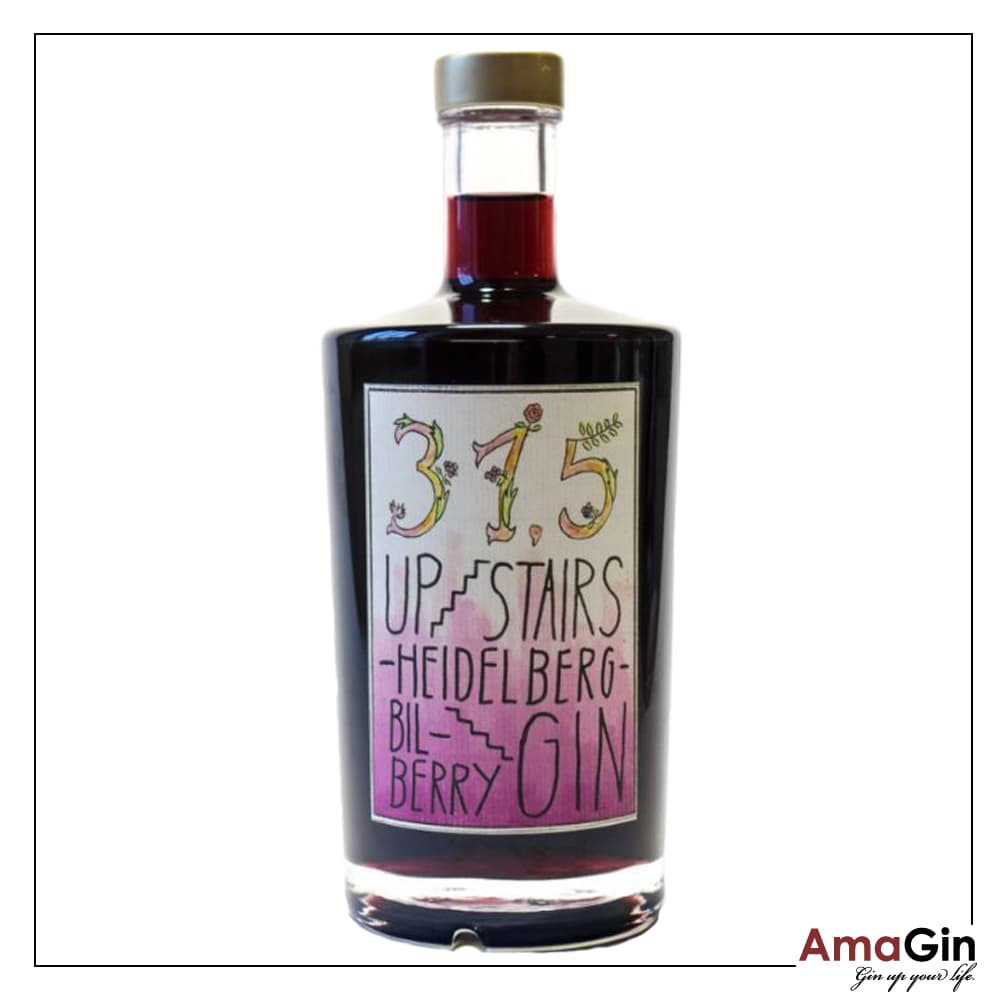 31,5
UP STAIRS
-HEIDELBERG-
BIL-
BERRY GIN
AmaGin
Gin up your life.